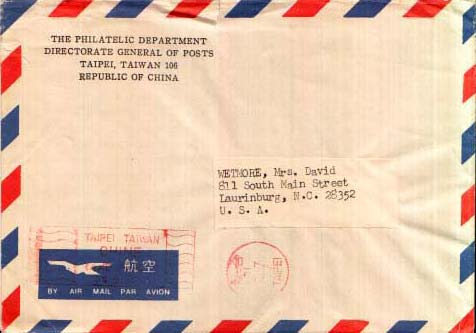 THE PHILATELIC DEPARTMENT
DIRECTORATE GENERAL OF POSTS
TAIPEI, TAIWAN 106
REPUBLIC OF CHINA
WETMORE, Mrs. David
811 South Main Street
Laurinburg, N.C. 28352
U. S. A.
TAIPEI TAIWAN
航空
BY AIR MAIL PAR AVION